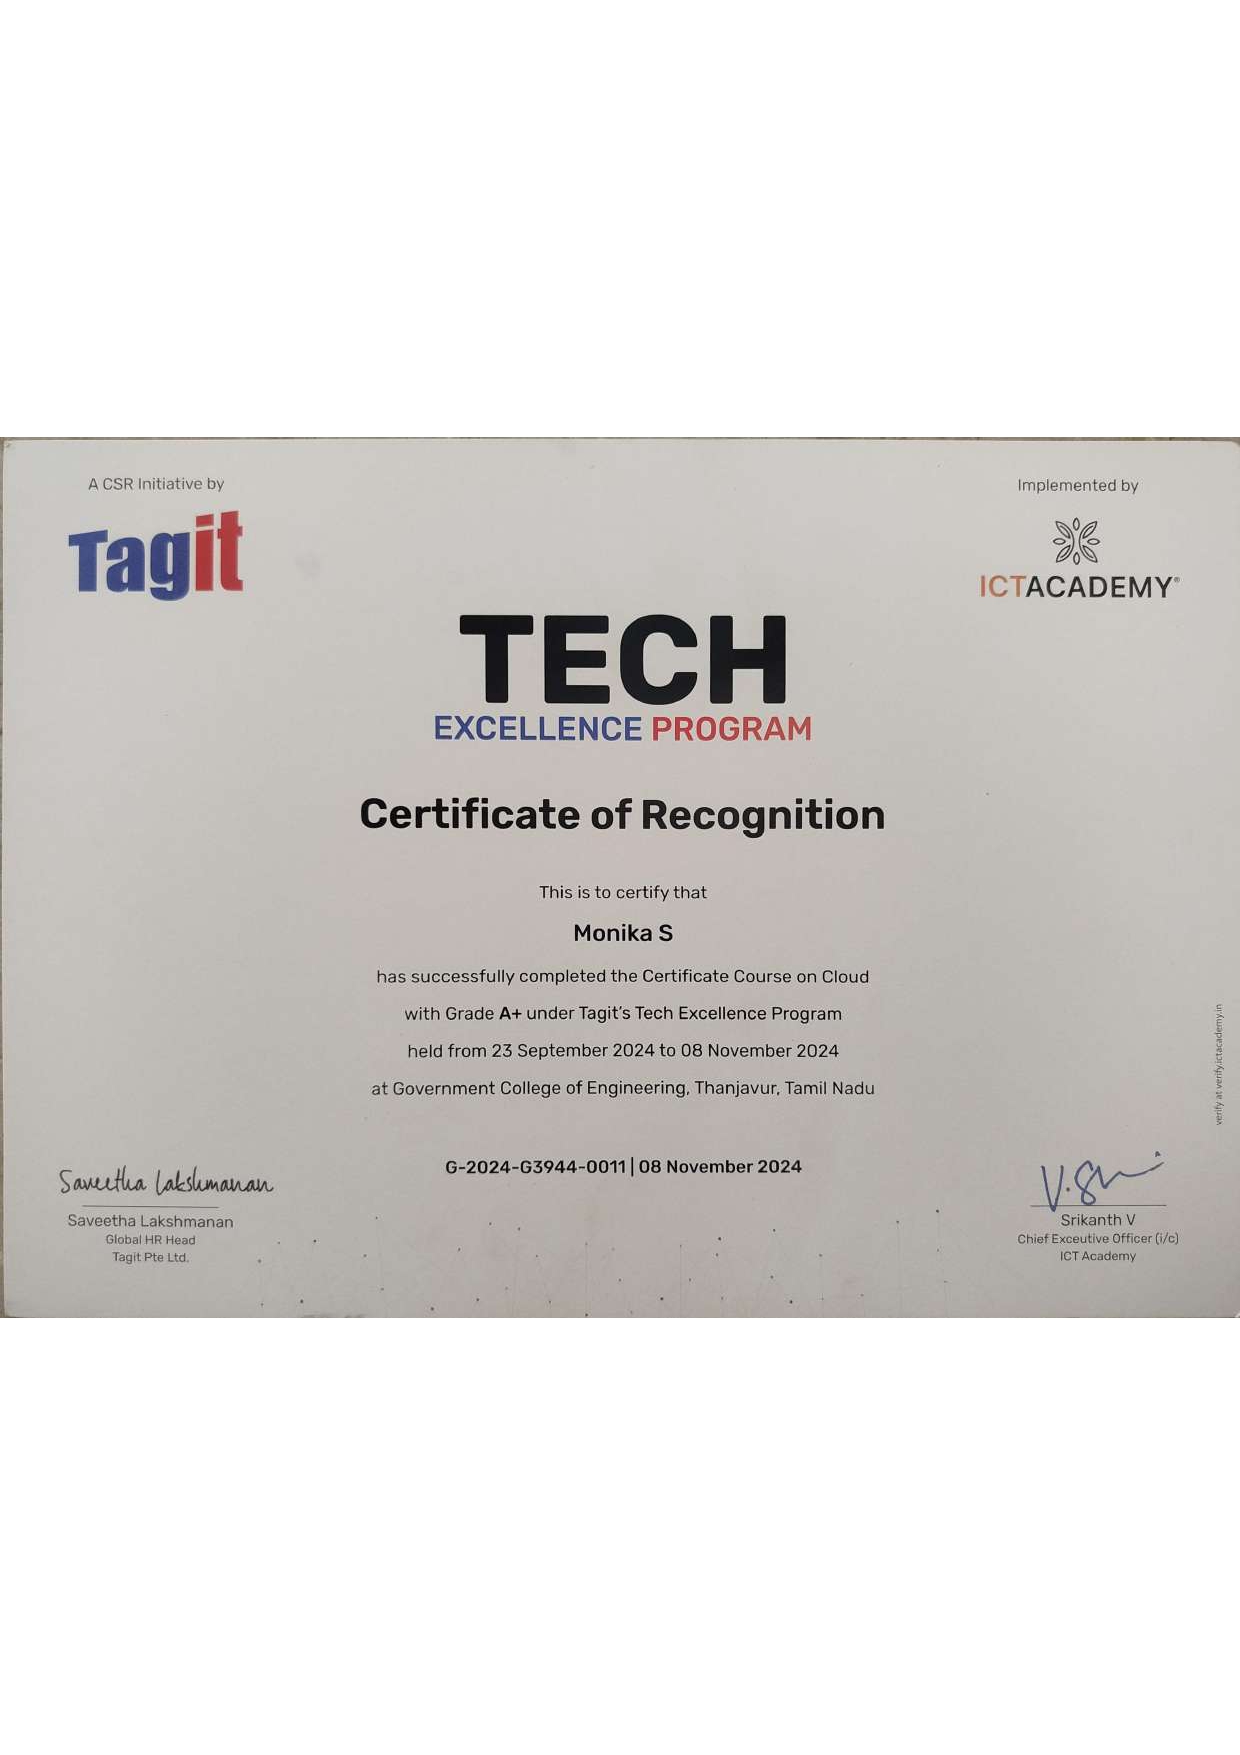 A CSR Initiative by
Tagit
Implemented by
ICTACADEMY®
TECH
EXCELLENCE PROGRAM
Certificate of Recognition
This is to certify that
Monika S
has successfully completed the Certificate Course on Cloud
with Grade A+ under Tagit's Tech Excellence Program
held from 23 September 2024 to 08 November 2024
at Government College of Engineering, Thanjavur, Tamil Nadu
G-2024-G3944-0011 | 08 November 2024
Saveetha Lakshmanan
Saveetha Lakshmanan
Global HR Head
Tagit Pte Ltd.
V.S
Srikanth V
Chief Exceutive Officer (i/c)
ICT Academy
verify at verify.ictacademy.in